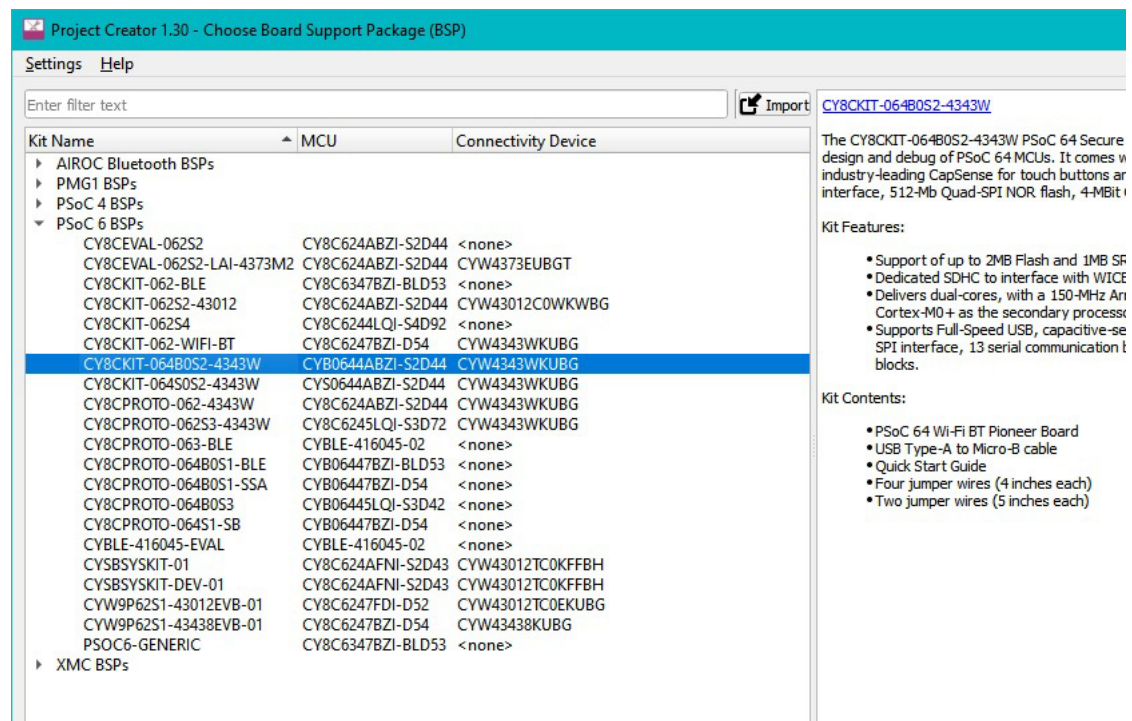 Project Creator 1.30 - Choose Board Support Package (BSP)
Settings Help
Enter filter text
Import
Kit Name MCU Connectivity Device
AIROC Bluetooth BSPs
PMG1 BSPs
PSoC 4 BSPs
PSoC 6 BSPs
CY8CEVAL-062S2 CY8C624ABZI-S2D44 <none>
CY8CEVAL-062S2-LAI-4373M2 CY8C624ABZI-S2D44 CYW4373EUBGT
CY8CKIT-062-BLE CY8C6347BZI-BLD53 <none>
CY8CKIT-062S2-43012 CY8C624ABZI-S2D44 CYW43012C0WKWBG
CY8CKIT-062S4 CY8C6244LQI-S4D92 <none>
CY8CKIT-062-WIFI-BT CY8C6247BZI-D54 CYW4343WKUBG
CY8CKIT-064B0S2-4343W CYB0644ABZI-S2D44 CYW4343WKUBG
CY8CKIT-064S0S2-4343W CYS0644ABZI-S2D44 CYW4343WKUBG
CY8CPROTO-062-4343W CY8C624ABZI-S2D44 CYW4343WKUBG
CY8CPROTO-062S3-4343W CY8C6245LQI-S3D72 CYW4343WKUBG
CY8CPROTO-063-BLE CYBLE-416045-02 <none>
CY8CPROTO-064B0S1-BLE CYB06447BZI-BLD53 <none>
CY8CPROTO-064B0S1-SSA CYB06447BZI-D54 <none>
CY8CPROTO-064B0S3 CYB06445LQI-S3D42 <none>
CY8CPROTO-064S1-SB CYB06447BZI-D54 <none>
CYBLE-416045-EVAL CYBLE-416045-02 <none>
CYSBSYSKIT-01 CY8C624AFNI-S2D43 CYW43012TC0KFFBH
CYSBSYSKIT-DEV-01 CY8C624AFNI-S2D43 CYW43012TC0KFFBH
CYW9P62S1-43012EVB-01 CY8C6247FDI-D52 CYW43012TC0EKUBG
CYW9P62S1-43438EVB-01 CY8C6247BZI-D54 CYW43438KUBG
PSOC6-GENERIC CY8C6347BZI-BLD53 <none>
XMC BSPs
CY8CKIT-064B0S2-4343W
The CY8CKIT-064B0S2-4343W PSoC 64 Secure
design and debug of PSoC 64 MCUs. It comes w
industry-leading CapSense for touch buttons ar
interface, 512-Mb Quad-SPI NOR flash, 4-MBit
Kit Features:
• Support of up to 2MB Flash and 1MB SR
• Dedicated SDHC to interface with WICE
• Delivers dual-cores, with a 150-MHz Ar
Cortex-M0+ as the secondary processo
• Supports Full-Speed USB, capacitive-se
SPI interface, 13 serial communication b
blocks.
Kit Contents:
• PSoC 64 Wi-Fi BT Pioneer Board
• USB Type-A to Micro-B cable
• Quick Start Guide
• Four jumper wires (4 inches each)
• Two jumper wires (5 inches each)